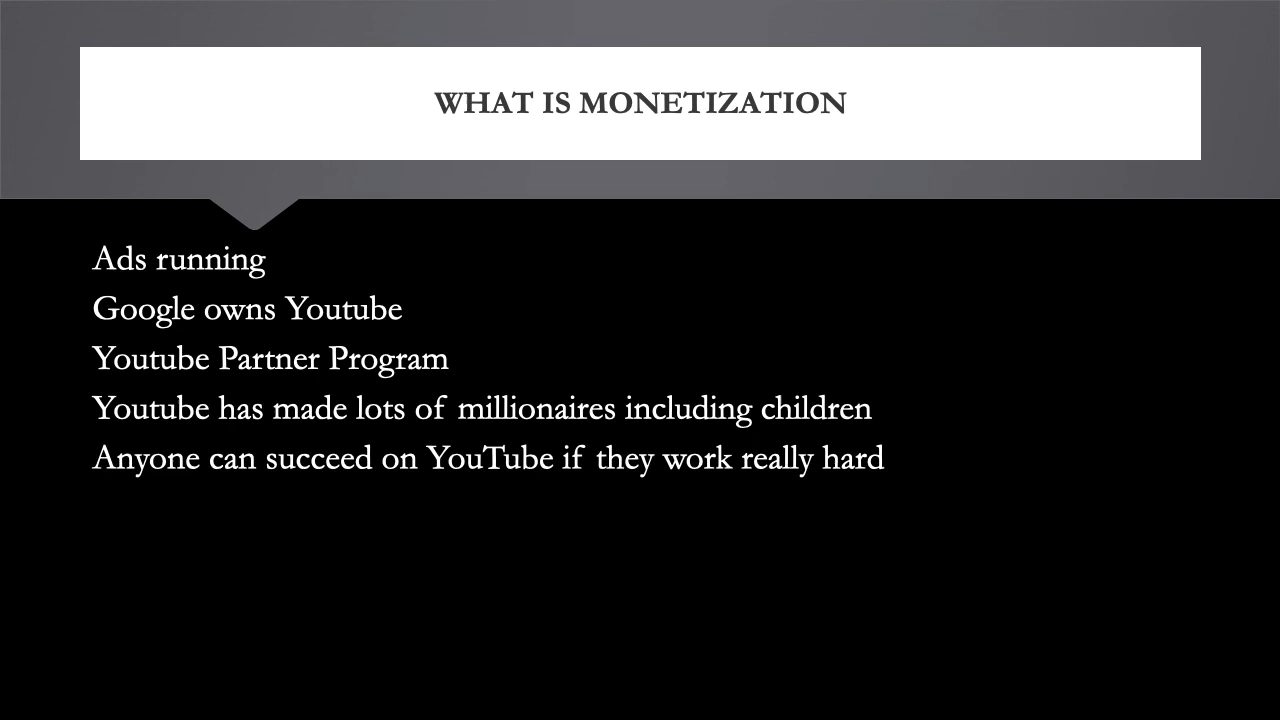 WHAT IS MONETIZATION
Ads running
Google owns Youtube
Youtube Partner Program
Youtube has made lots of millionaires including children
Anyone can succeed on YouTube if they work really hard